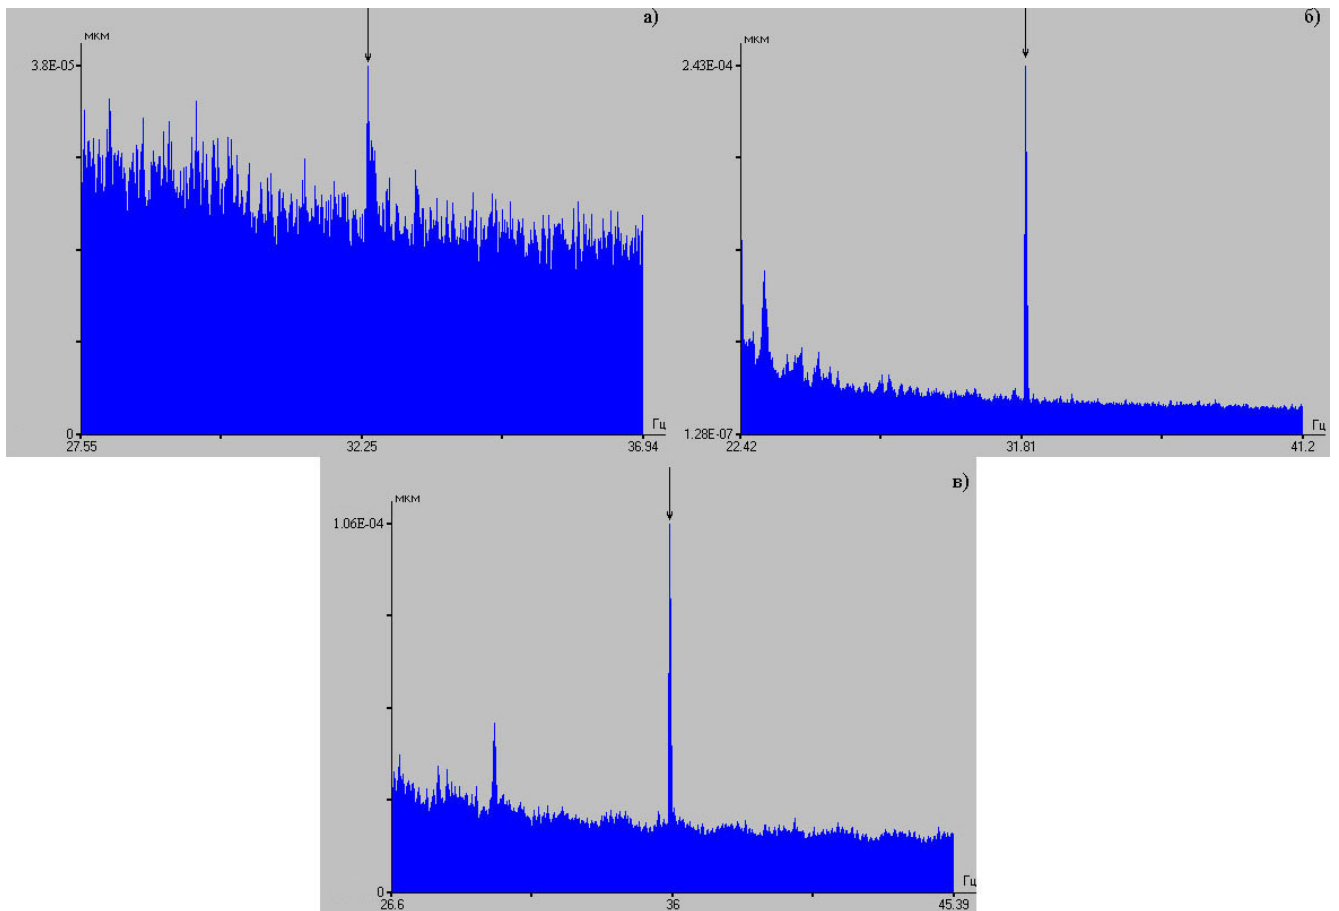 а)
мкм
3.8E-05
0
27.55
32.25
36.94
Гц
б)
мкм
2.43E-04
1.28E-07
22.42
31.81
41.2
Гц
в)
мкм
1.06E-04
0
26.6
36
45.39
Гц